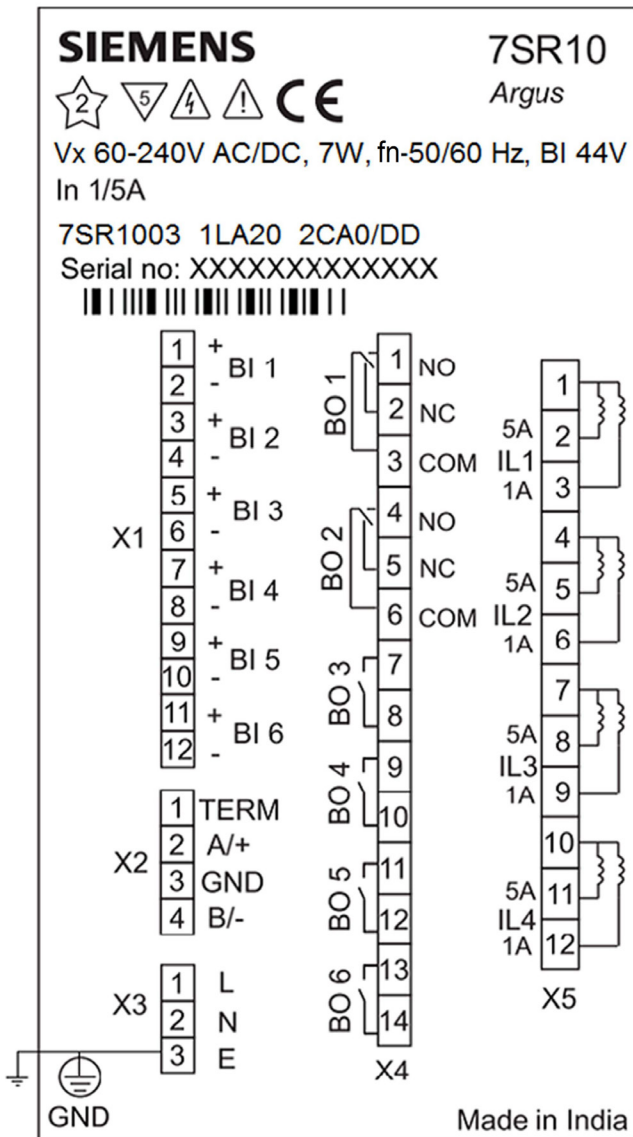 SIEMENS 7SR10
Argus
2 5 CE
Vx 60-240V AC/DC, 7W, fn-50/60 Hz, BI 44V
In 1/5A
7SR1003 1LA20 2CA0/DD
Serial no: XXXXXXXXXXXXX
X1
1 + BI 1
2 -
3 + BI 2
4 -
5 + BI 3
6 -
7 + BI 4
8 -
9 + BI 5
10 -
11 + BI 6
12 -
X2
1 TERM
2 A/+
3 GND
4 B/-
X3
1 L
2 N
3 E
GND
BO 1
1 NO
2 NC
3 COM
BO 2
4 NO
5 NC
6 COM
BO 3
7
8
BO 4
9
10
BO 5
11
12
BO 6
13
14
X4
1
5A 2
IL1
1A 3
4
5A 5
IL2
1A 6
7
5A 8
IL3
1A 9
10
5A 11
IL4
1A 12
X5
Made in India